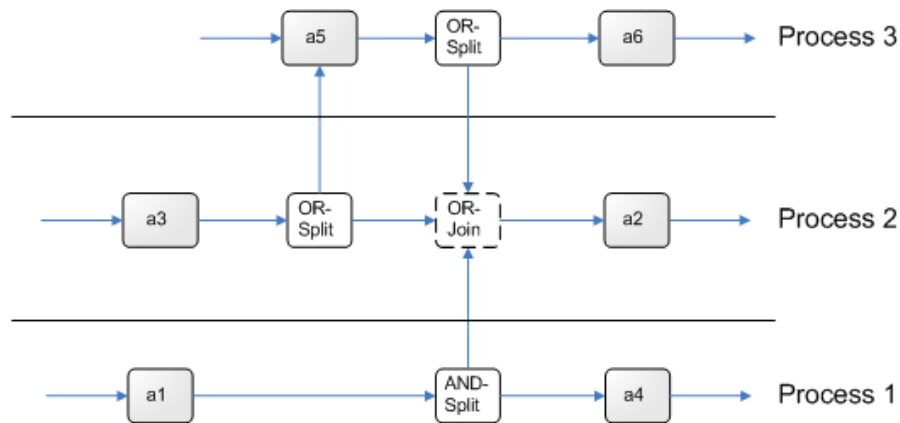 a5
OR-
Split
a6
Process 3
a3
OR-
Split
OR-
Join
a2
Process 2
a1
AND-
Split
a4
Process 1